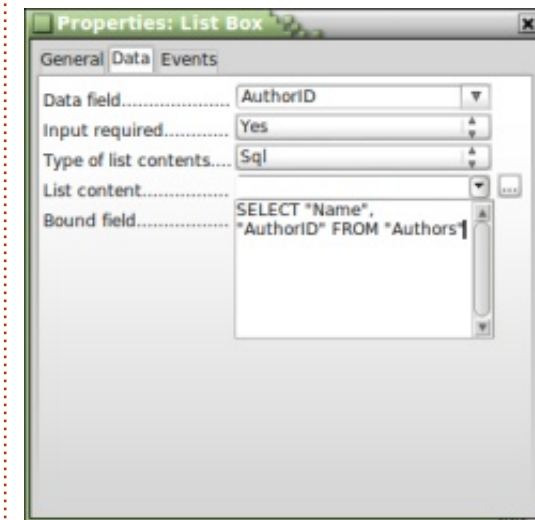 Properties: List Box
General Data Events
Data field..................... AuthorID
Input required............. Yes
Type of list contents.... Sql
List content................. ...
Bound field..................
SELECT "Name",
"AuthorID" FROM "Authors"